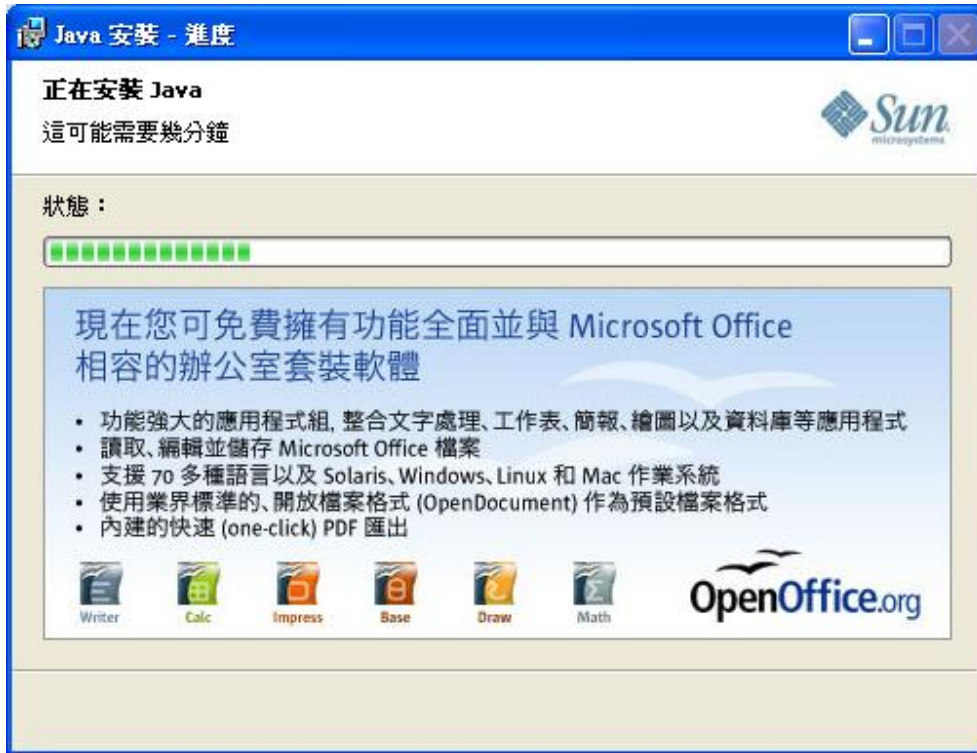 Java 安裝 - 進度
正在安裝 Java
這可能需要幾分鐘
Sun
microsystems
狀態：
現在您可免費擁有功能全面並與 Microsoft Office
相容的辦公室套裝軟體
• 功能強大的應用程式組, 整合文字處理、工作表、簡報、繪圖以及資料庫等應用程式
• 讀取、編輯並儲存 Microsoft Office 檔案
• 支援 70 多種語言以及 Solaris、Windows、Linux 和 Mac 作業系統
• 使用業界標準的、開放檔案格式 (OpenDocument) 作為預設檔案格式
• 內建的快速 (one-click) PDF 匯出
Writer Calc Impress Base Draw Math
OpenOffice.org